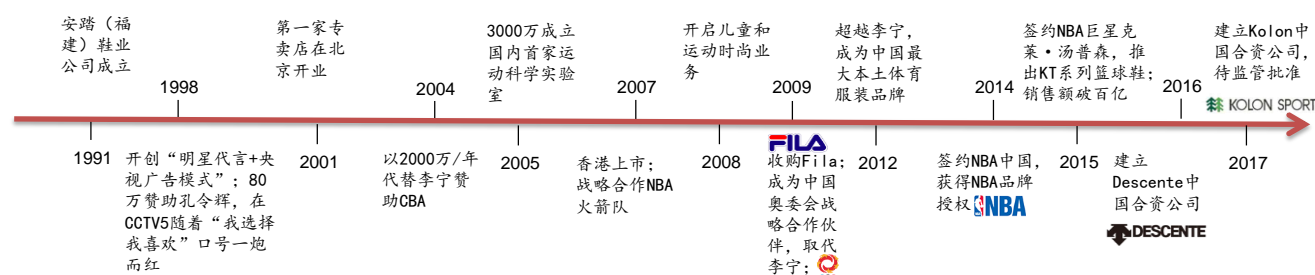 安踏（福
建）鞋业
公司成立
第一家专
卖店在北
京开业
3000万成立
国内首家运
动科学实验
室
开启儿童和
运动时尚业
务
超越李宁，
成为中国最
大本土体育
服装品牌
签约NBA巨星克
莱·汤普森，推
出KT系列篮球鞋；
销售额破百亿
建立Kolon中
国合资公司，
待监管批准
KOLON SPORT
1998
2004
2007
2009
2014
2016
1991
2001
2005
2008
2012
2015
2017
开创“明星代言+央
视广告模式”；80
万赞助孔令辉，在
CCTV5随着“我选择
我喜欢”口号一炮
而红
以2000万/年
代替李宁赞
助CBA
香港上市；
战略合作NBA
火箭队
FILA
收购Fila；
成为中国
奥委会战
略合作伙
伴，取代
李宁；
签约NBA中国，
获得NBA品牌
授权
NBA
建立
Descente中
国合资公司
DESCENTE